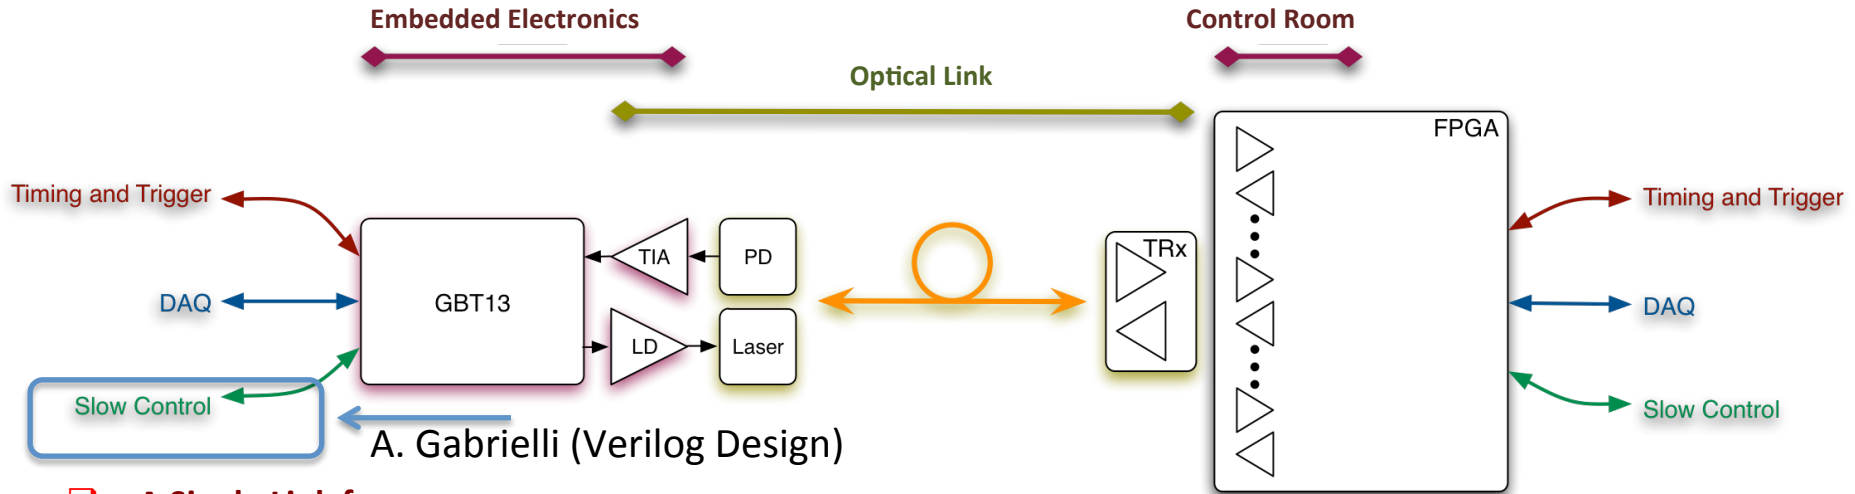 Embedded Electronics
Control Room
Optical Link
FPGA
Timing and Trigger
Timing and Trigger
TRx
TIA
PD
GBT13
DAQ
DAQ
LD
Laser
Slow Control
Slow Control
A. Gabrielli (Verilog Design)